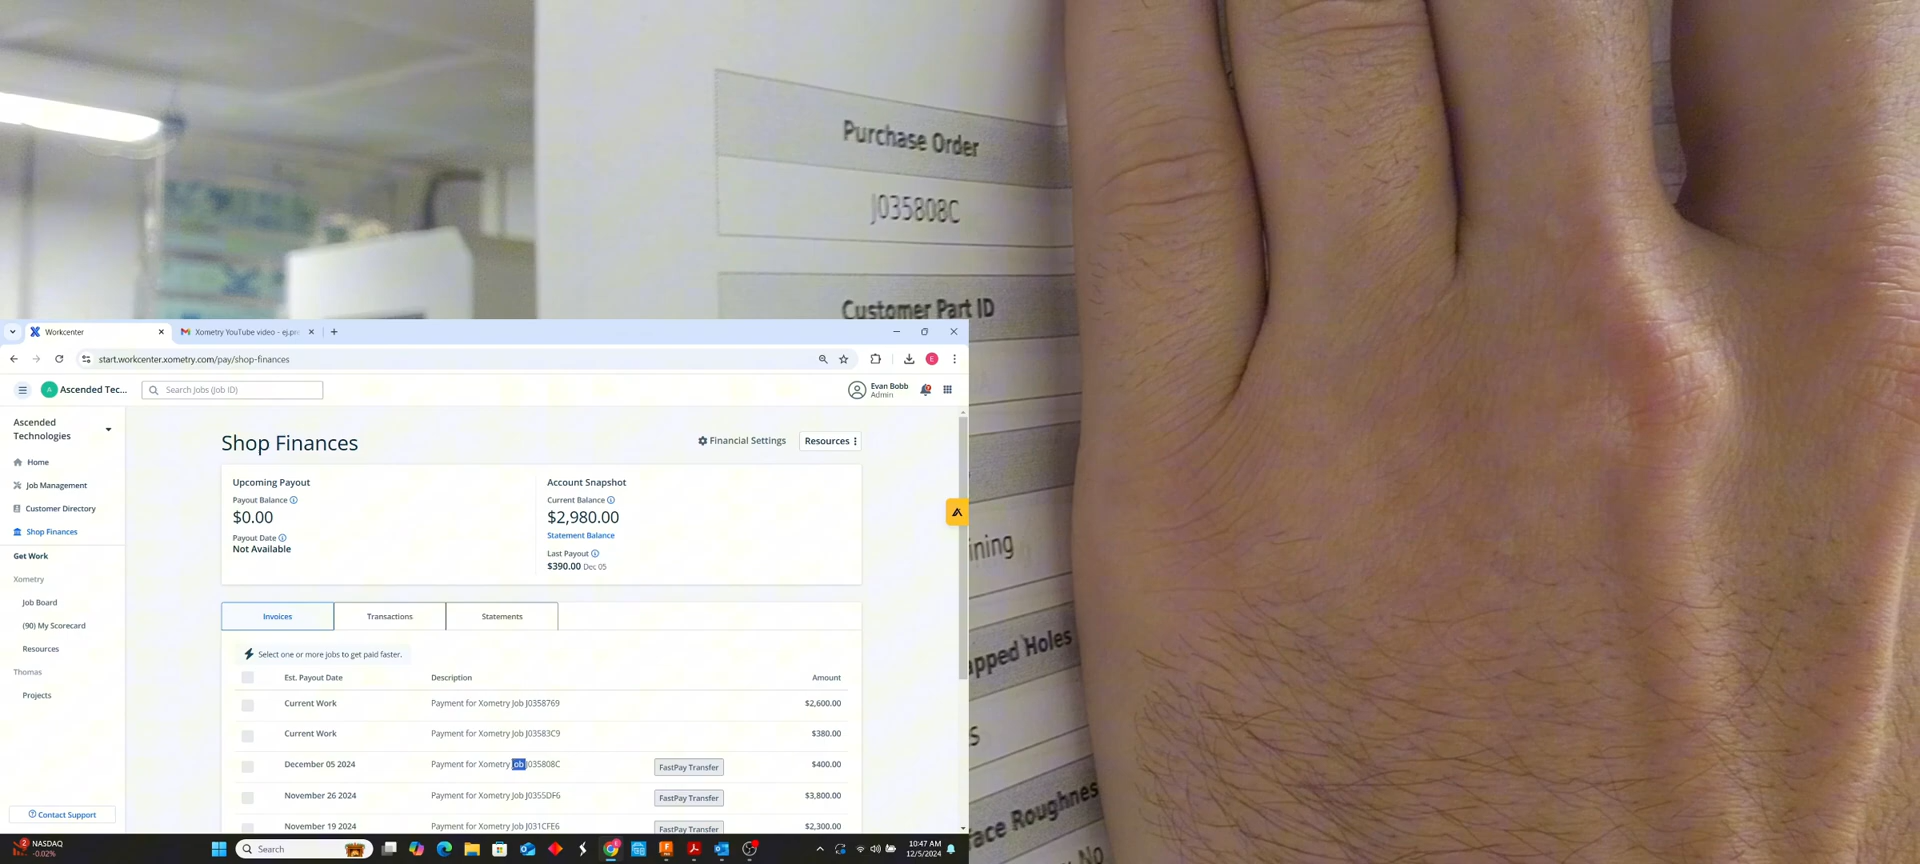 Purchase Order
J035808C
Customer Part ID
ining
apped Holes
S
ace Roughness
No
Workcenter
Xometry YouTube video - ej.pr
start.workcenter.xometry.com/pay/shop-finances
A Ascended Tec...
Search Jobs (Job ID)
Evan Bobb
Admin
E
Ascended
Technologies
Home
Job Management
Customer Directory
Shop Finances
Get Work
Xometry
Job Board
(90) My Scorecard
Resources
Thomas
Projects
Contact Support
Shop Finances
Financial Settings
Resources
Upcoming Payout
Payout Balance
$0.00
Payout Date
Not Available
Account Snapshot
Current Balance
$2,980.00
Statement Balance
Last Payout
$390.00 Dec 05
Invoices Transactions Statements
Select one or more jobs to get paid faster.
Est. Payout Date Description Amount
Current Work Payment for Xometry Job J0358769 $2,600.00
Current Work Payment for Xometry Job J03583C9 $380.00
December 05 2024 Payment for Xometry Job J035808C FastPay Transfer $400.00
November 26 2024 Payment for Xometry Job J0355DF6 FastPay Transfer $3,800.00
November 19 2024 Payment for Xometry Job J031CFE6 FastPay Transfer $2,300.00
2
NASDAQ
-0.02%
Search
10:47 AM
12/5/2024